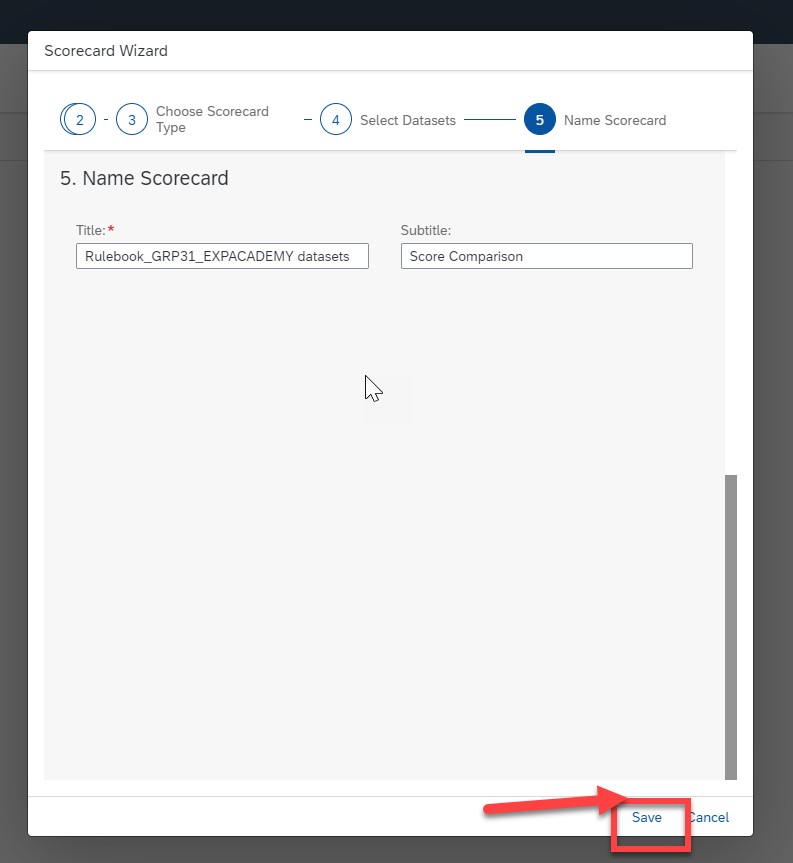 Scorecard Wizard
2 - 3 Choose Scorecard Type 4 Select Datasets 5 Name Scorecard
5. Name Scorecard
Title:* Subtitle:
Rulebook_GRP31_EXPACADEMY datasets Score Comparison
Save Cancel